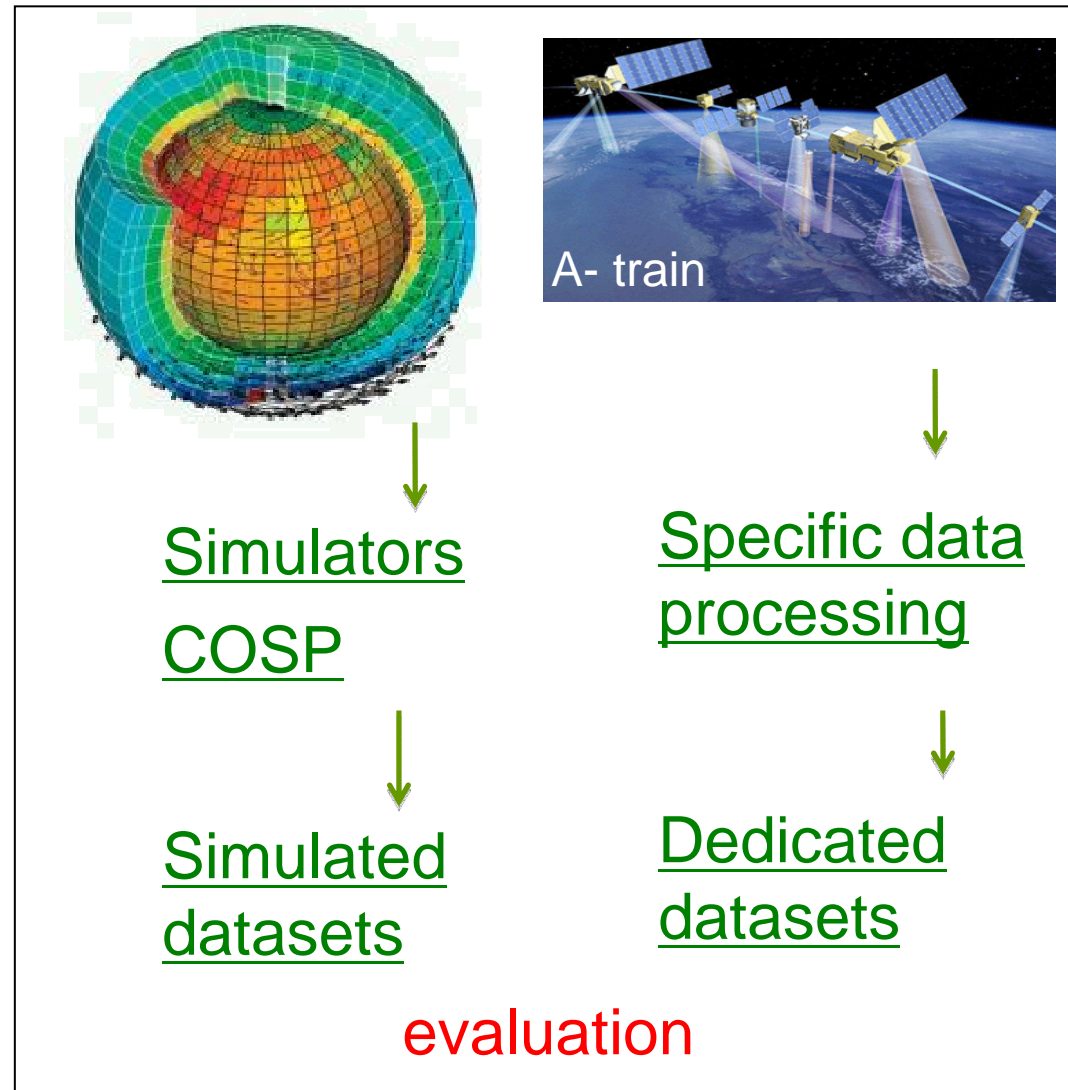 A- train
Simulators
COSP
Specific data
processing
Simulated
datasets
Dedicated
datasets
evaluation